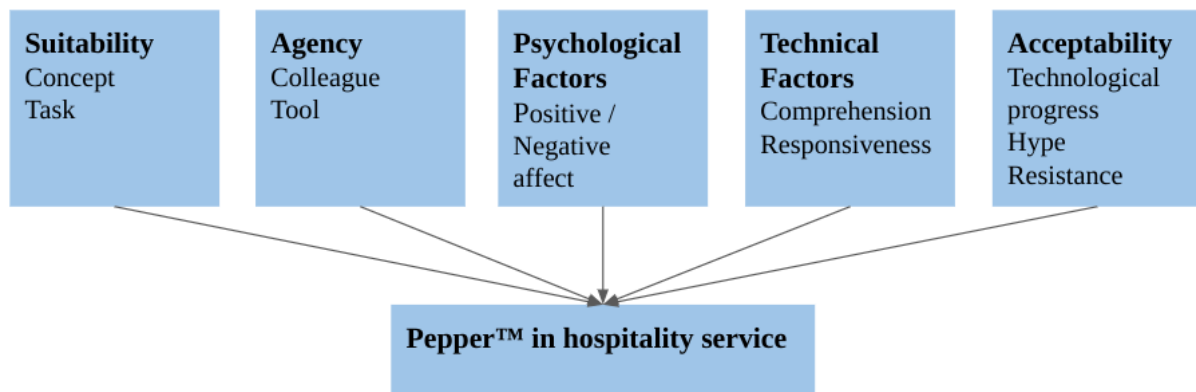 Suitability
Concept
Task
Agency
Colleague
Tool
Psychological
Factors
Positive /
Negative
affect
Technical
Factors
Comprehension
Responsiveness
Acceptability
Technological
progress
Hype
Resistance
Pepper™ in hospitality service